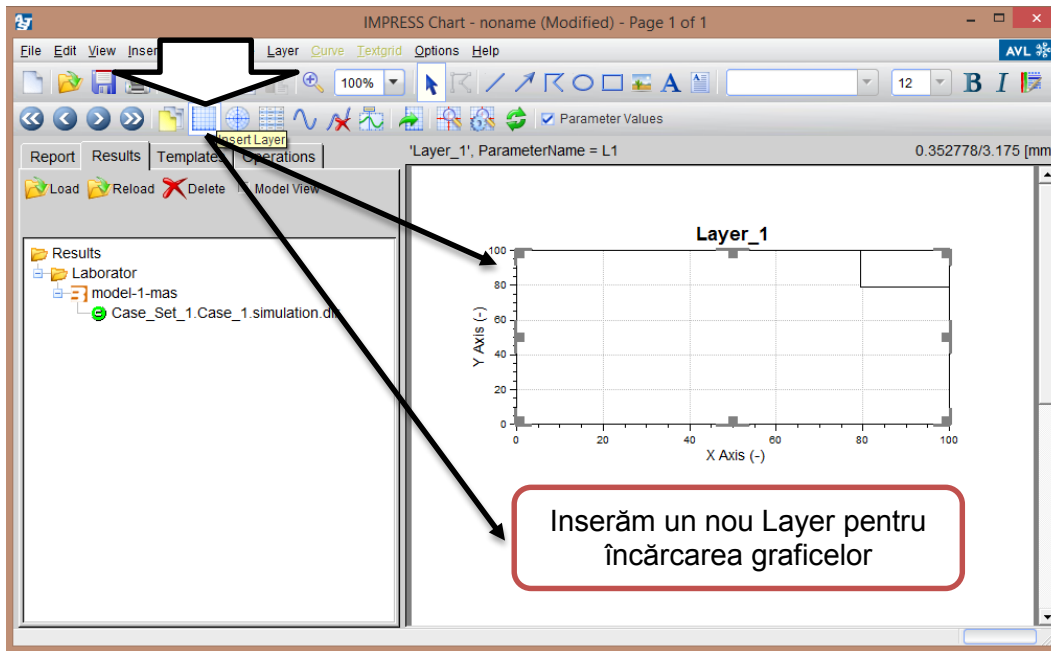 IMPRESS Chart - noname (Modified) - Page 1 of 1
File Edit View Layer Curve Textgrid Options Help AVL
100% A 12 B I
Insert Layer Parameter Values
Report Results Templates Operations
'Layer_1', ParameterName = L1 0.352778/3.175 [mm
Load Reload Delete Model View
Results
Laborator
model-1-mas
Case_Set_1.Case_1.simulation.dir
Layer_1
100
80
60
40
20
0
Y Axis (-)
0 20 40 60 80 100
X Axis (-)
Inserăm un nou Layer pentru
încărcarea graficelor